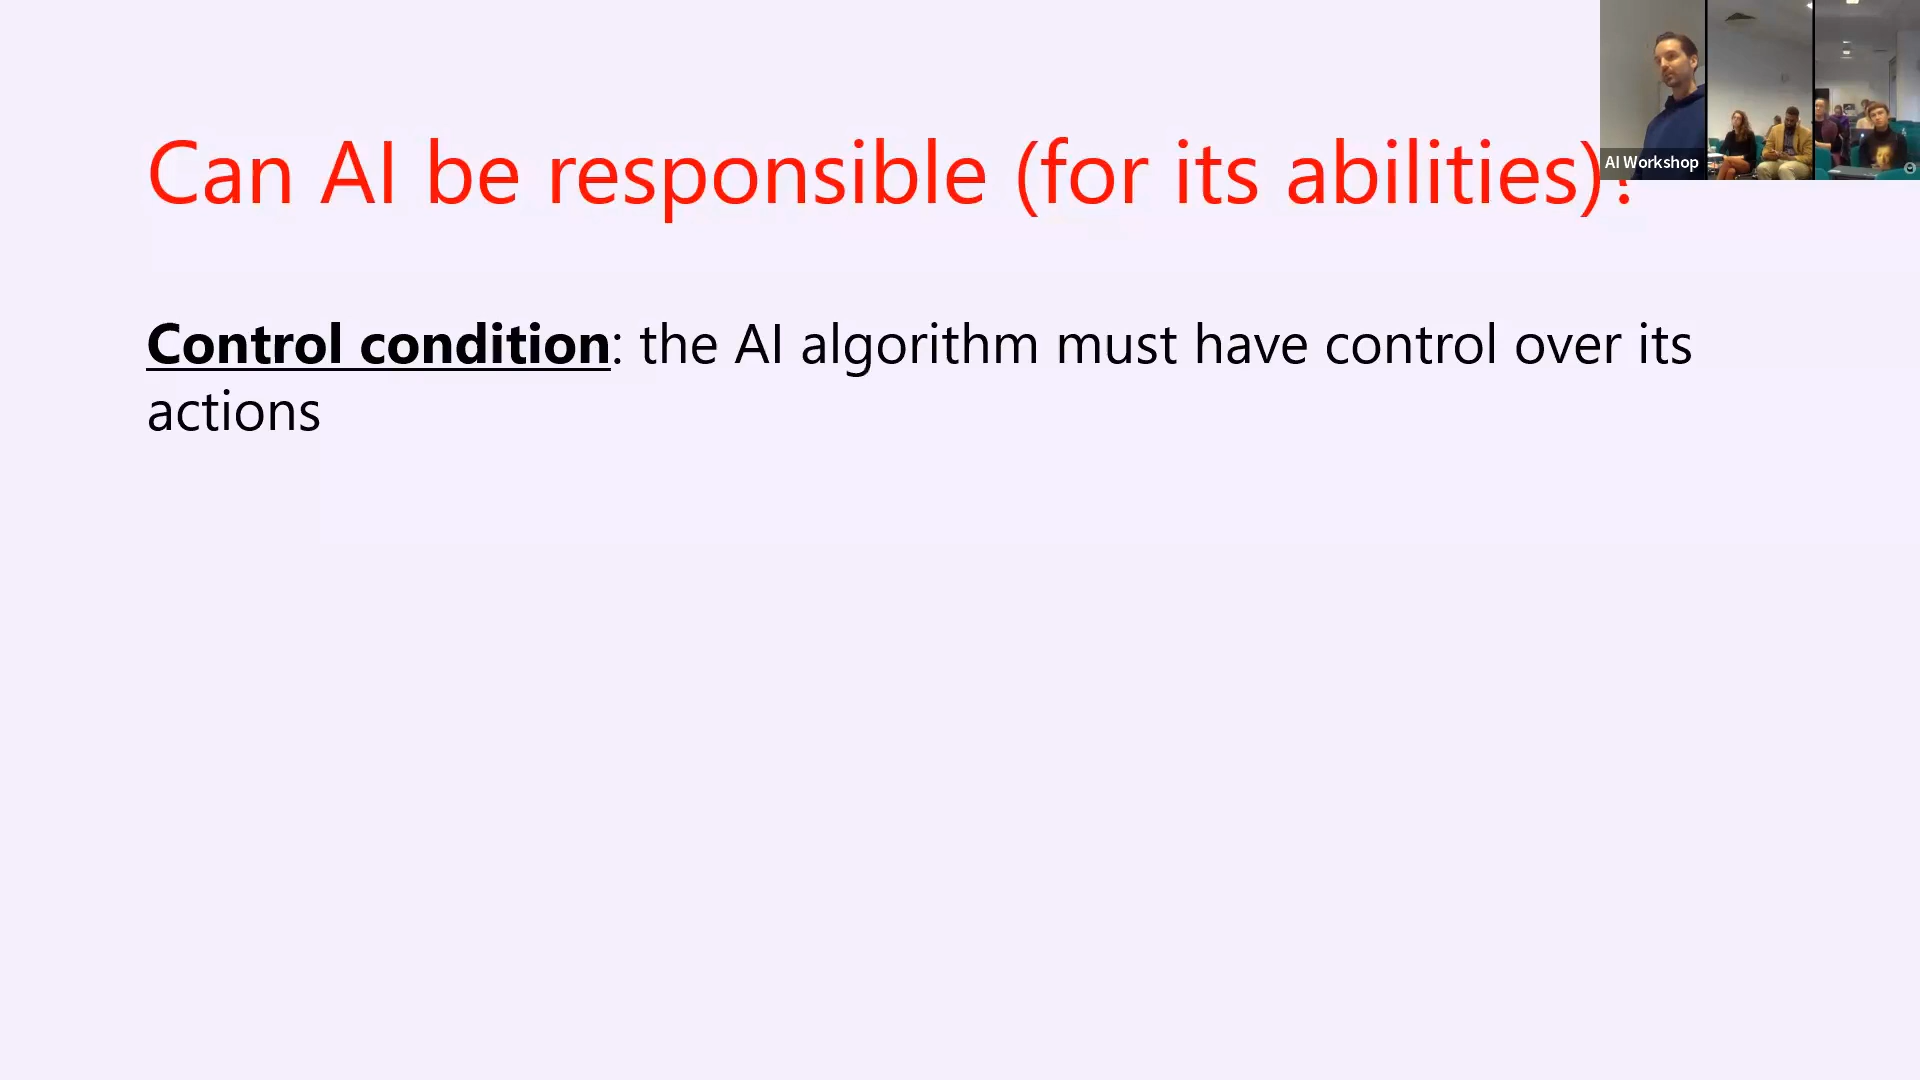 Can AI be responsible (for its abilities)?
AI Workshop
Control condition: the AI algorithm must have control over its
actions